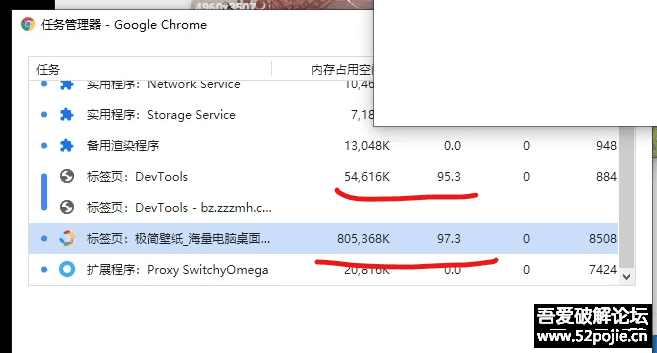 4960x3507
任务管理器 - Google Chrome
任务 内存占用空
实用程序：Network Service 10,46
实用程序：Storage Service 7,18
备用渲染程序 13,048K 0.0 948
标签页：DevTools 54,616K 95.3 0 884
标签页：DevTools - bz.zzzmh.c...
标签页：极简壁纸_海量电脑桌面... 805,368K 97.3 0 8508
扩展程序：Proxy SwitchyOmega 20,816K 0.0 0 7424
吾爱破解论坛
www.52pojie.cn